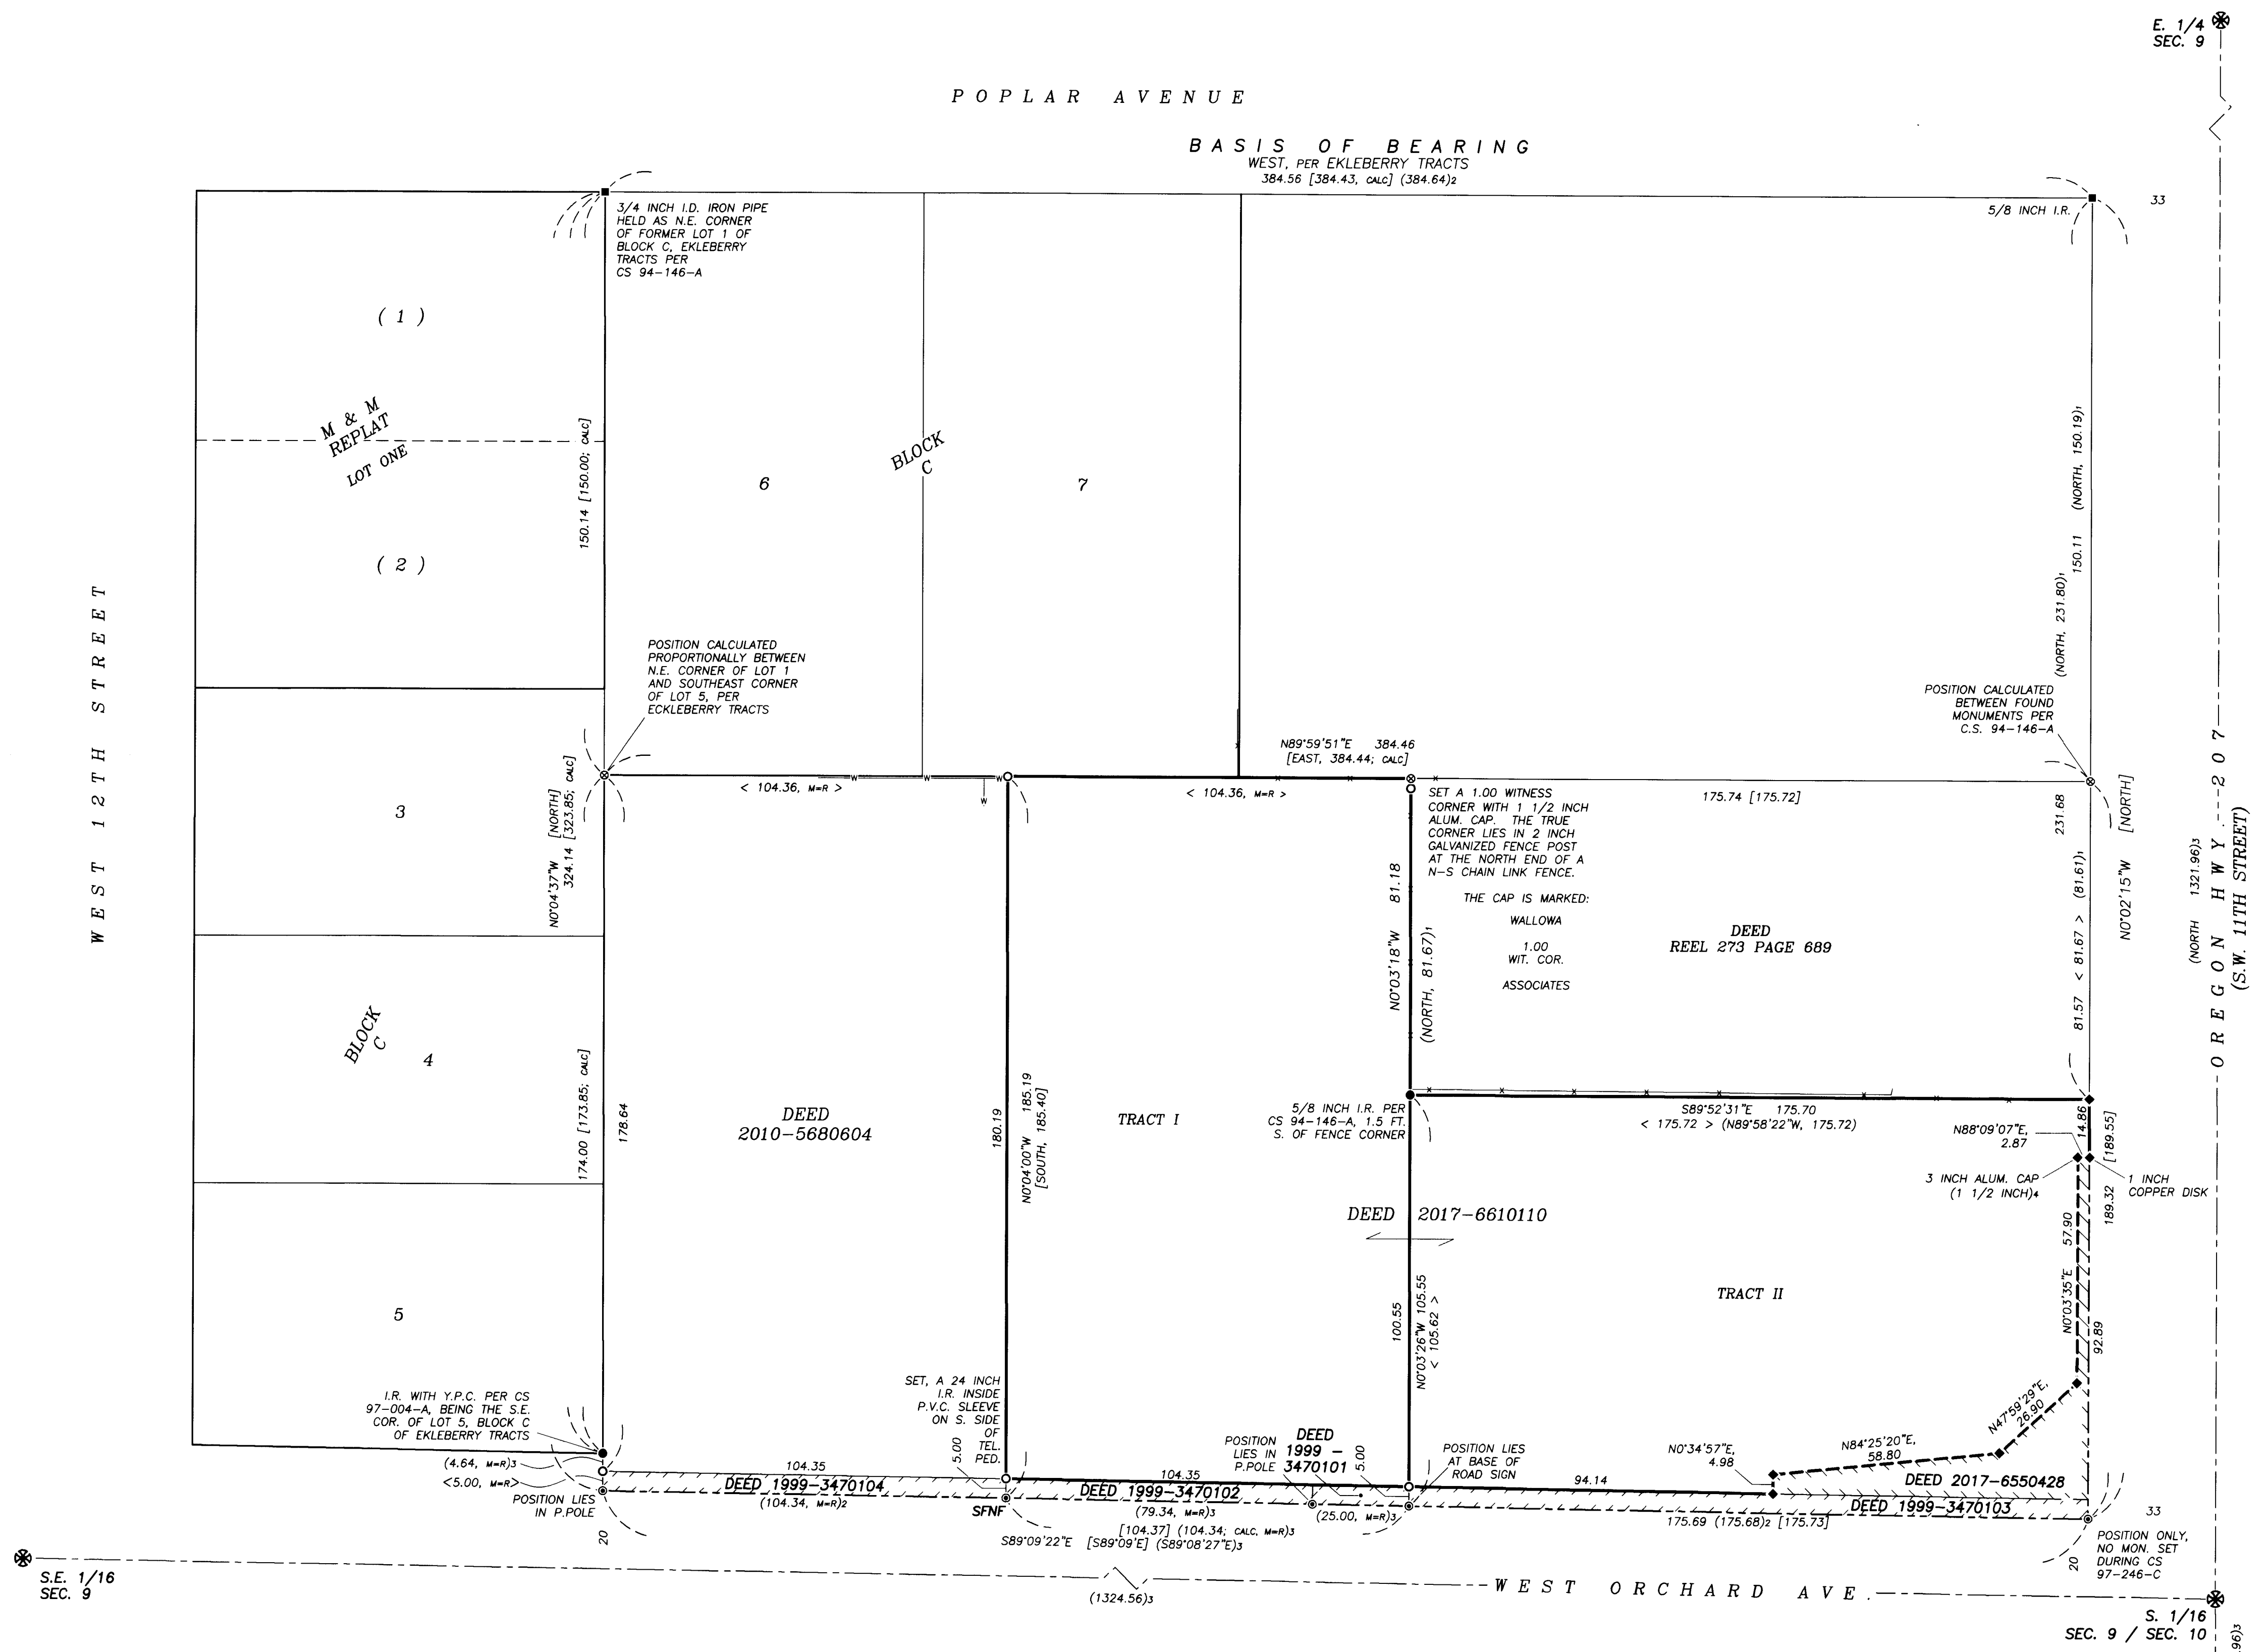 E. 1/4
SEC. 9
POPLAR AVENUE
BASIS OF BEARING
WEST, PER EKLEBERRY TRACTS
384.56 [384.43, CALC] (384.64)2
3/4 INCH I.D. IRON PIPE
HELD AS N.E. CORNER
OF FORMER LOT 1 OF
BLOCK C, EKLEBERRY
TRACTS PER
CS 94-146-A
5/8 INCH I.R.
33
( 1 )
M & M
REPLAT
LOT ONE
( 2 )
150.14 [150.00; CALC]
6
BLOCK
C
7
150.11 (NORTH, 150.19)1
(NORTH, 231.80)1
WEST 12TH STREET
POSITION CALCULATED
PROPORTIONALLY BETWEEN
N.E. CORNER OF LOT 1
AND SOUTHEAST CORNER
OF LOT 5, PER
ECKLEBERRY TRACTS
POSITION CALCULATED
BETWEEN FOUND
MONUMENTS PER
C.S. 94-146-A
N89°59'51"E 384.46
[EAST, 384.44; CALC]
W
W
W
W
< 104.36, M=R >
< 104.36, M=R >
175.74 [175.72]
3
N0°04'37"W [NORTH]
324.14 [323.85; CALC]
SET A 1.00 WITNESS
CORNER WITH 1 1/2 INCH
ALUM. CAP. THE TRUE
CORNER LIES IN 2 INCH
GALVANIZED FENCE POST
AT THE NORTH END OF A
N-S CHAIN LINK FENCE.
THE CAP IS MARKED:
WALLOWA
1.00
WIT. COR.
ASSOCIATES
N0°03'18"W 81.18
(NORTH, 81.67)1
DEED
REEL 273 PAGE 689
231.68
81.57 < 81.67 > (81.61)1
N0°02'15"W [NORTH]
(NORTH 1321.96)3
OREGON HWY. 207
(S.W. 11TH STREET)
BLOCK
C
4
174.00 [173.85; CALC]
178.64
DEED
2010-5680604
180.19
N0°04'00"W 185.19
[SOUTH, 185.40]
TRACT I
5/8 INCH I.R. PER
CS 94-146-A, 1.5 FT.
S. OF FENCE CORNER
S89°52'31"E 175.70
< 175.72 > (N89°58'22"W, 175.72)
N88°09'07"E,
2.87
14.86
[189.55]
3 INCH ALUM. CAP
(1 1/2 INCH)4
1 INCH
COPPER DISK
189.32
DEED 2017-6610110
5
100.55
N0°03'26"W 105.55
< 105.62 >
TRACT II
N0°03'35"E 57.90
92.89
I.R. WITH Y.P.C. PER CS
97-004-A, BEING THE S.E.
COR. OF LOT 5, BLOCK C
OF EKLEBERRY TRACTS
SET, A 24 INCH
I.R. INSIDE
P.V.C. SLEEVE
ON S. SIDE
OF
TEL.
PED.
5.00
POSITION
LIES IN
P.POLE
DEED
1999 -
3470101
5.00
POSITION LIES
AT BASE OF
ROAD SIGN
N0°34'57"E,
4.98
N84°25'20"E,
58.80
N47°59'29"E,
26.90
(4.64, M=R)3
<5.00, M=R>
POSITION LIES
IN P.POLE
104.35
DEED 1999-3470104
(104.34, M=R)2
SFNF
104.35
DEED 1999-3470102
(79.34, M=R)3
(25.00, M=R)3
94.14
DEED 2017-6550428
DEED 1999-3470103
175.69 (175.68)2 [175.73]
[104.37] (104.34; CALC, M=R)3
S89°09'22"E [S89°09'E] (S89°08'27"E)3
20
33
POSITION ONLY,
NO MON. SET
DURING CS
97-246-C
20
S.E. 1/16
SEC. 9
(1324.56)3
WEST ORCHARD AVE.
S. 1/16
SEC. 9 / SEC. 10
96)3